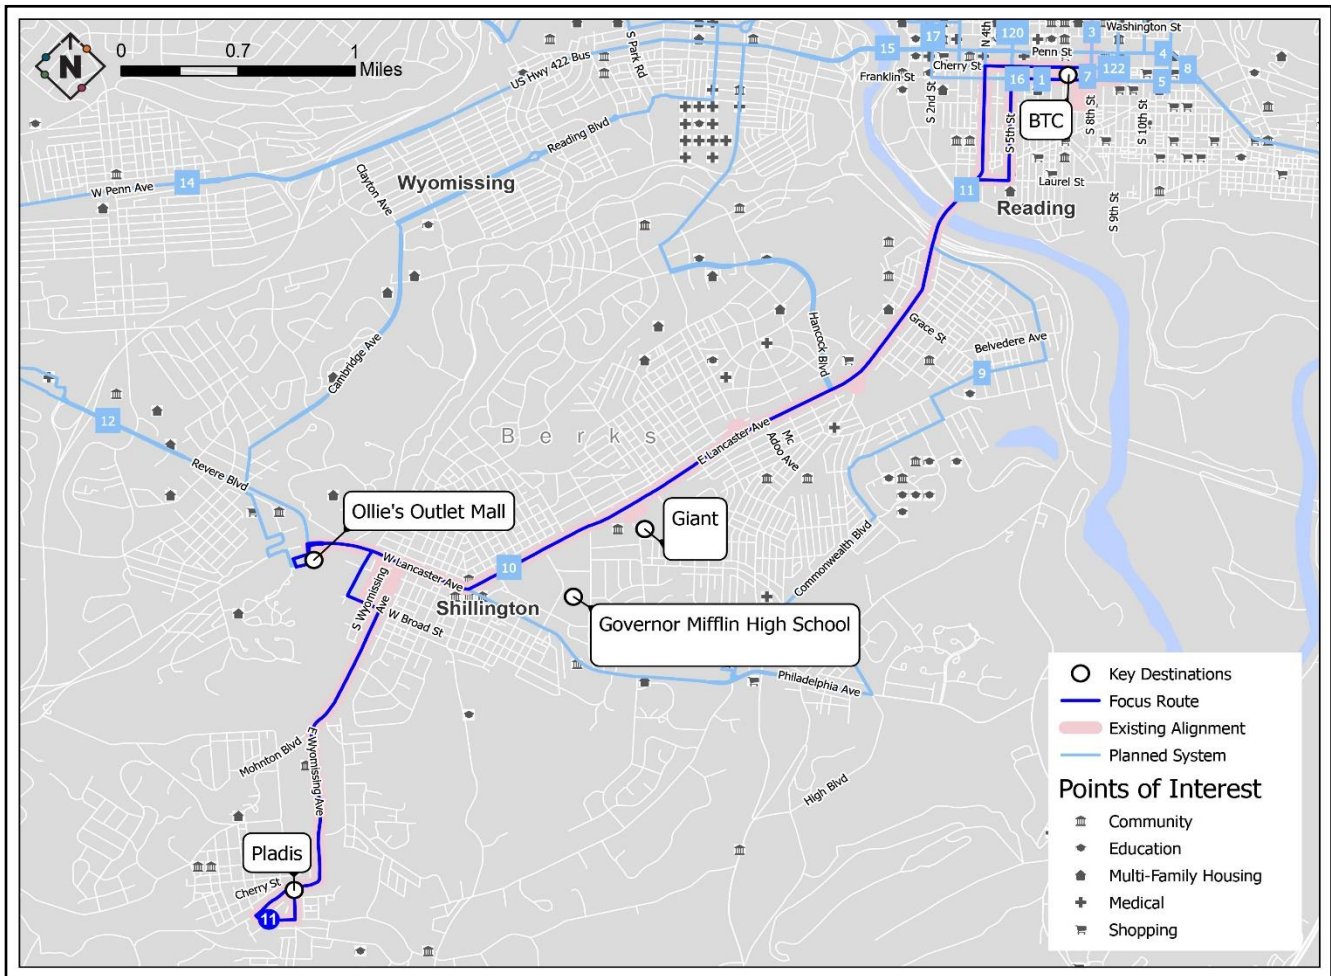 N
0
0.7
1
Miles
US Hwy 422 Bus
S Park Rd
Reading Blvd
Clayton Ave
W Penn Ave
14
Wyomissing
15
17
120
3
Washington St
N 4th
Penn St
4
Cherry St
122
8
Franklin St
16
1
7
5
S 2nd St
BTC
S 5th St
S 8th St
S 10th St
11
Laurel St
Reading
S 9th St
Hancock Blvd
Grace St
Belvedere Ave
9
Cambridge Ave
12
Berks
E Lancaster Ave
Mc
Adoo Ave
Revere Blvd
Ollie's Outlet Mall
Giant
W Lancaster Ave
10
Commonwealth Blvd
Shillington
S Wyomissing
Ave
W Broad St
Governor Mifflin High School
Philadelphia Ave
Mohnton Blvd
E Wyomissing Ave
High Blvd
Pladis
Cherry St
11
Key Destinations
Focus Route
Existing Alignment
Planned System
Points of Interest
Community
Education
Multi-Family Housing
Medical
Shopping